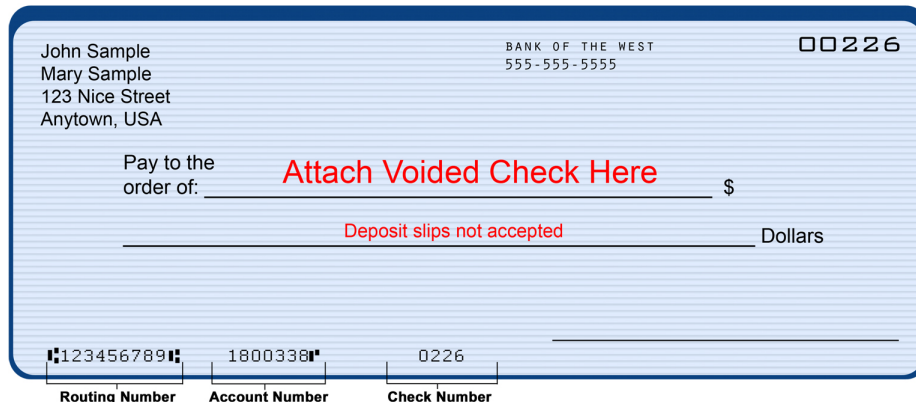 John Sample
Mary Sample
123 Nice Street
Anytown, USA
BANK OF THE WEST
555-555-5555
00226
Pay to the
order of:
Attach Voided Check Here
$
Deposit slips not accepted
Dollars
⑆123456789⑆ 1800338⑈ 0226
Routing Number Account Number Check Number